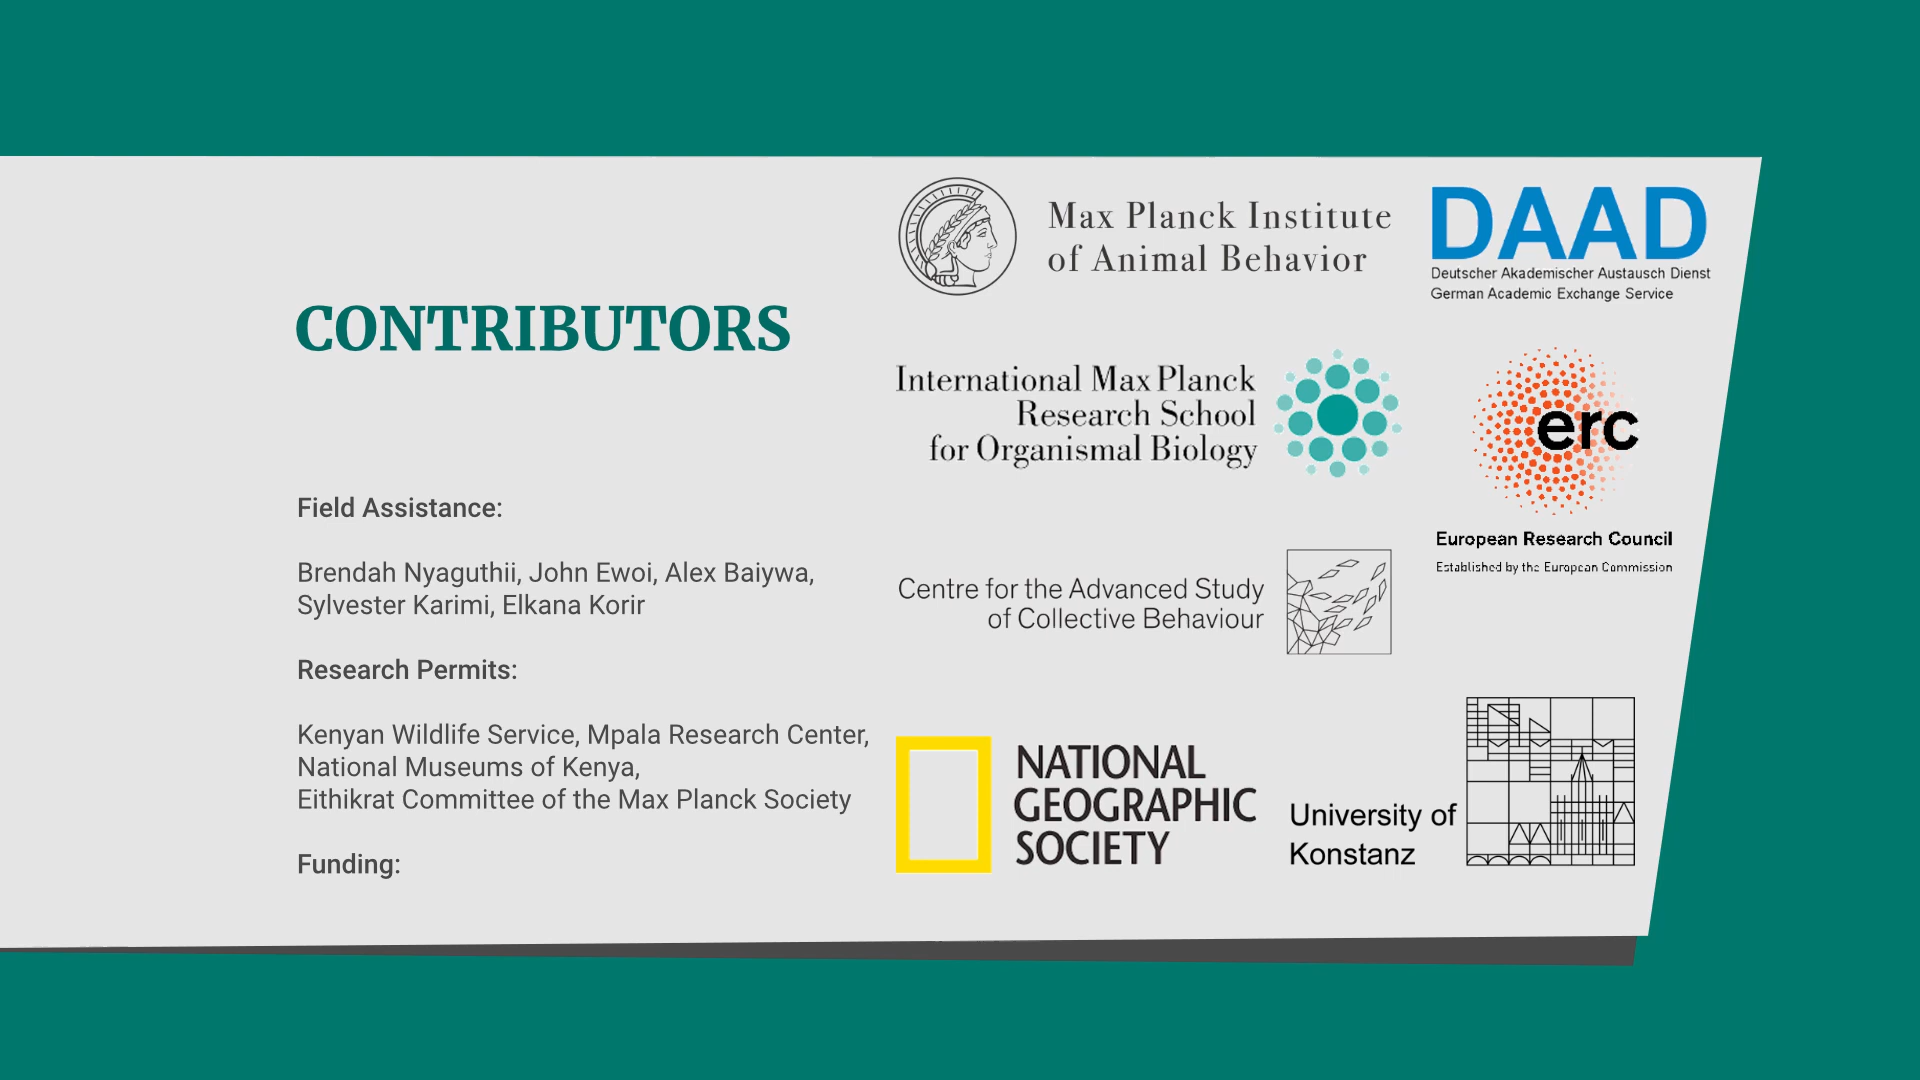 CONTRIBUTORS
Field Assistance:
Brendah Nyaguthii, John Ewoi, Alex Baiywa,
Sylvester Karimi, Elkana Korir
Research Permits:
Kenyan Wildlife Service, Mpala Research Center,
National Museums of Kenya,
Eithikrat Committee of the Max Planck Society
Funding:
Max Planck Institute
of Animal Behavior
DAAD
Deutscher Akademischer Austausch Dienst
German Academic Exchange Service
International Max Planck
Research School
for Organismal Biology
erc
European Research Council
Established by the European Commission
Centre for the Advanced Study
of Collective Behaviour
NATIONAL
GEOGRAPHIC
SOCIETY
University of
Konstanz